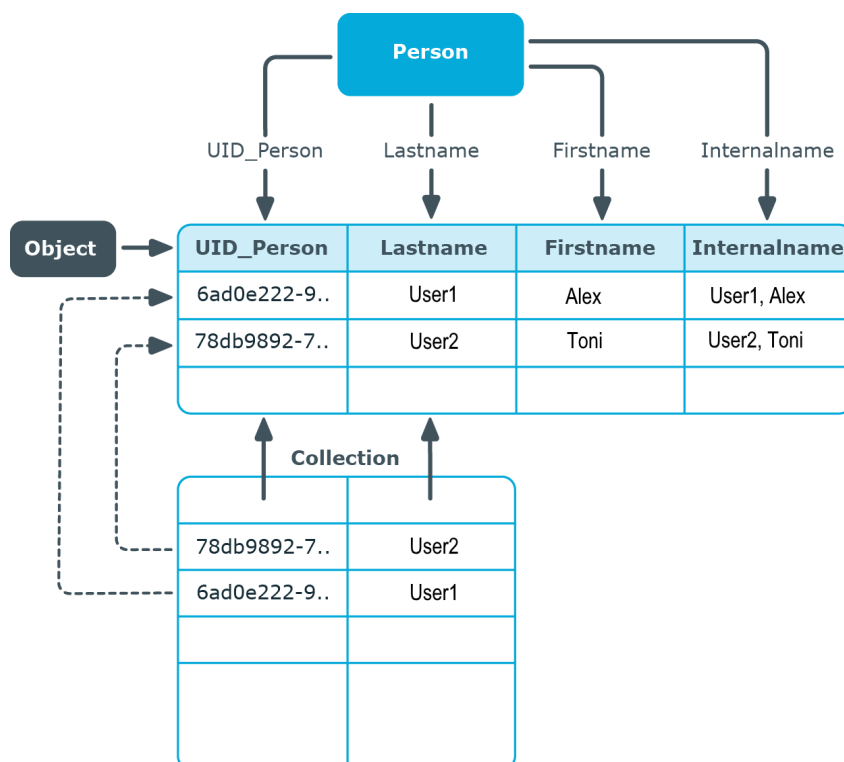 Person
UID_Person Lastname Firstname Internalname
Object
UID_Person Lastname Firstname Internalname
6ad0e222-9.. User1 Alex User1, Alex
78db9892-7.. User2 Toni User2, Toni
Collection
78db9892-7.. User2
6ad0e222-9.. User1